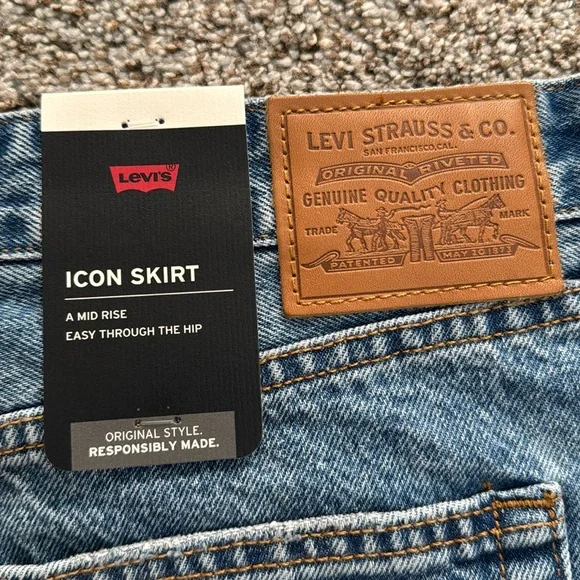 Levi's®
ICON SKIRT
A MID RISE
EASY THROUGH THE HIP
ORIGINAL STYLE.
RESPONSIBLY MADE.
LEVI STRAUSS & CO.
SAN FRANCISCO, CAL.
ORIGINAL RIVETED
GENUINE QUALITY CLOTHING
TRADE MARK
PATENTED MAY 20 1873